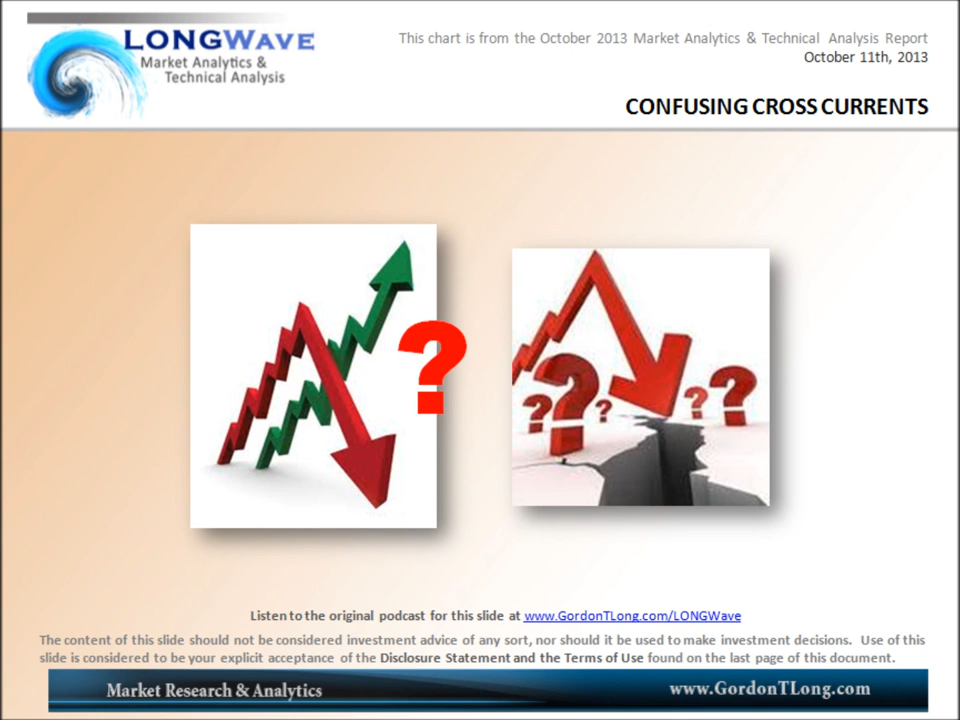 LONGWAVE
Market Analytics &
Technical Analysis
This chart is from the October 2013 Market Analytics & Technical Analysis Report
October 11th, 2013
CONFUSING CROSS CURRENTS
?
? ? ? ? ?
Listen to the original podcast for this slide at www.GordonTLong.com/LONGWave
The content of this slide should not be considered investment advice of any sort, nor should it be used to make investment decisions. Use of this
slide is considered to be your explicit acceptance of the Disclosure Statement and the Terms of Use found on the last page of this document.
Market Research & Analytics
www.GordonTLong.com